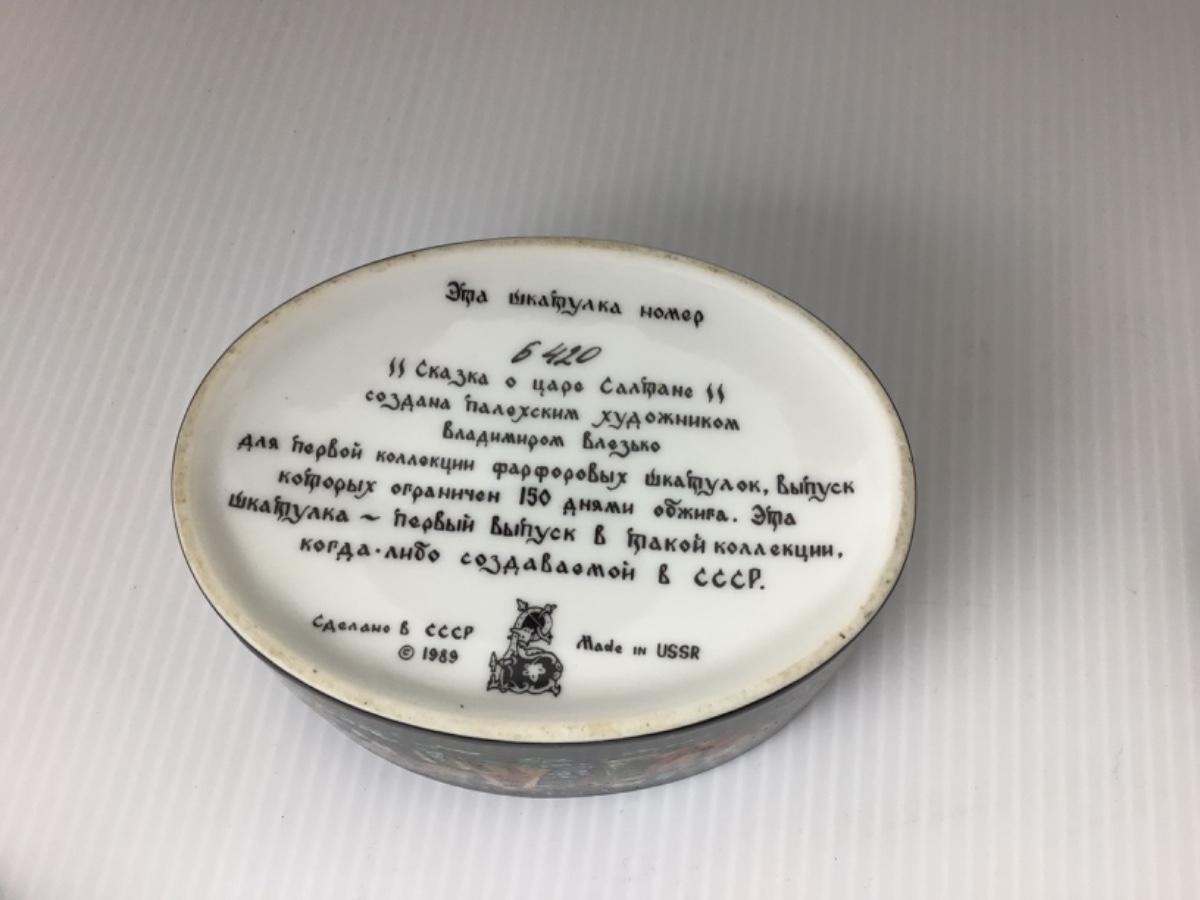 Эта шкатулка номер
6 420
"Сказка о царе Салтане"
создана палехским художником
Владимиром Влезько
для первой коллекции фарфоровых шкатулок, выпуск
которых ограничен 150 днями обжига. Эта
шкатулка – первый выпуск в такой коллекции,
когда-либо создаваемой в СССР.
Сделано в СССР
© 1989
Made in USSR